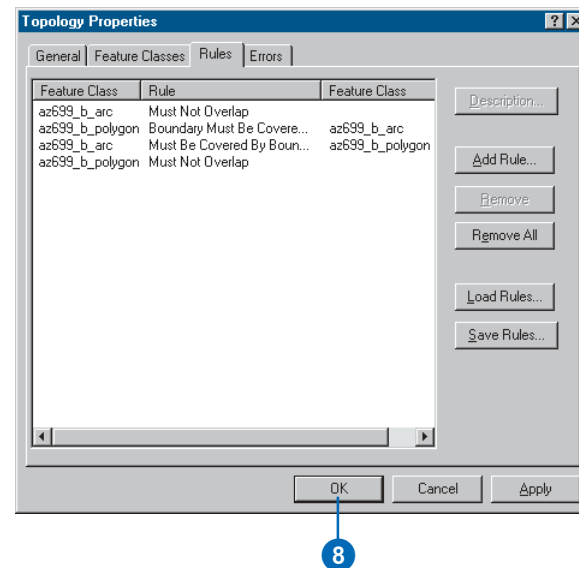 Topology Properties
General Feature Classes Rules Errors
Feature Class Rule Feature Class
az699_b_arc Must Not Overlap
az699_b_polygon Boundary Must Be Covere... az699_b_arc
az699_b_arc Must Be Covered By Boun... az699_b_polygon
az699_b_polygon Must Not Overlap
Description...
Add Rule...
Remove
Remove All
Load Rules...
Save Rules...
OK Cancel Apply
8